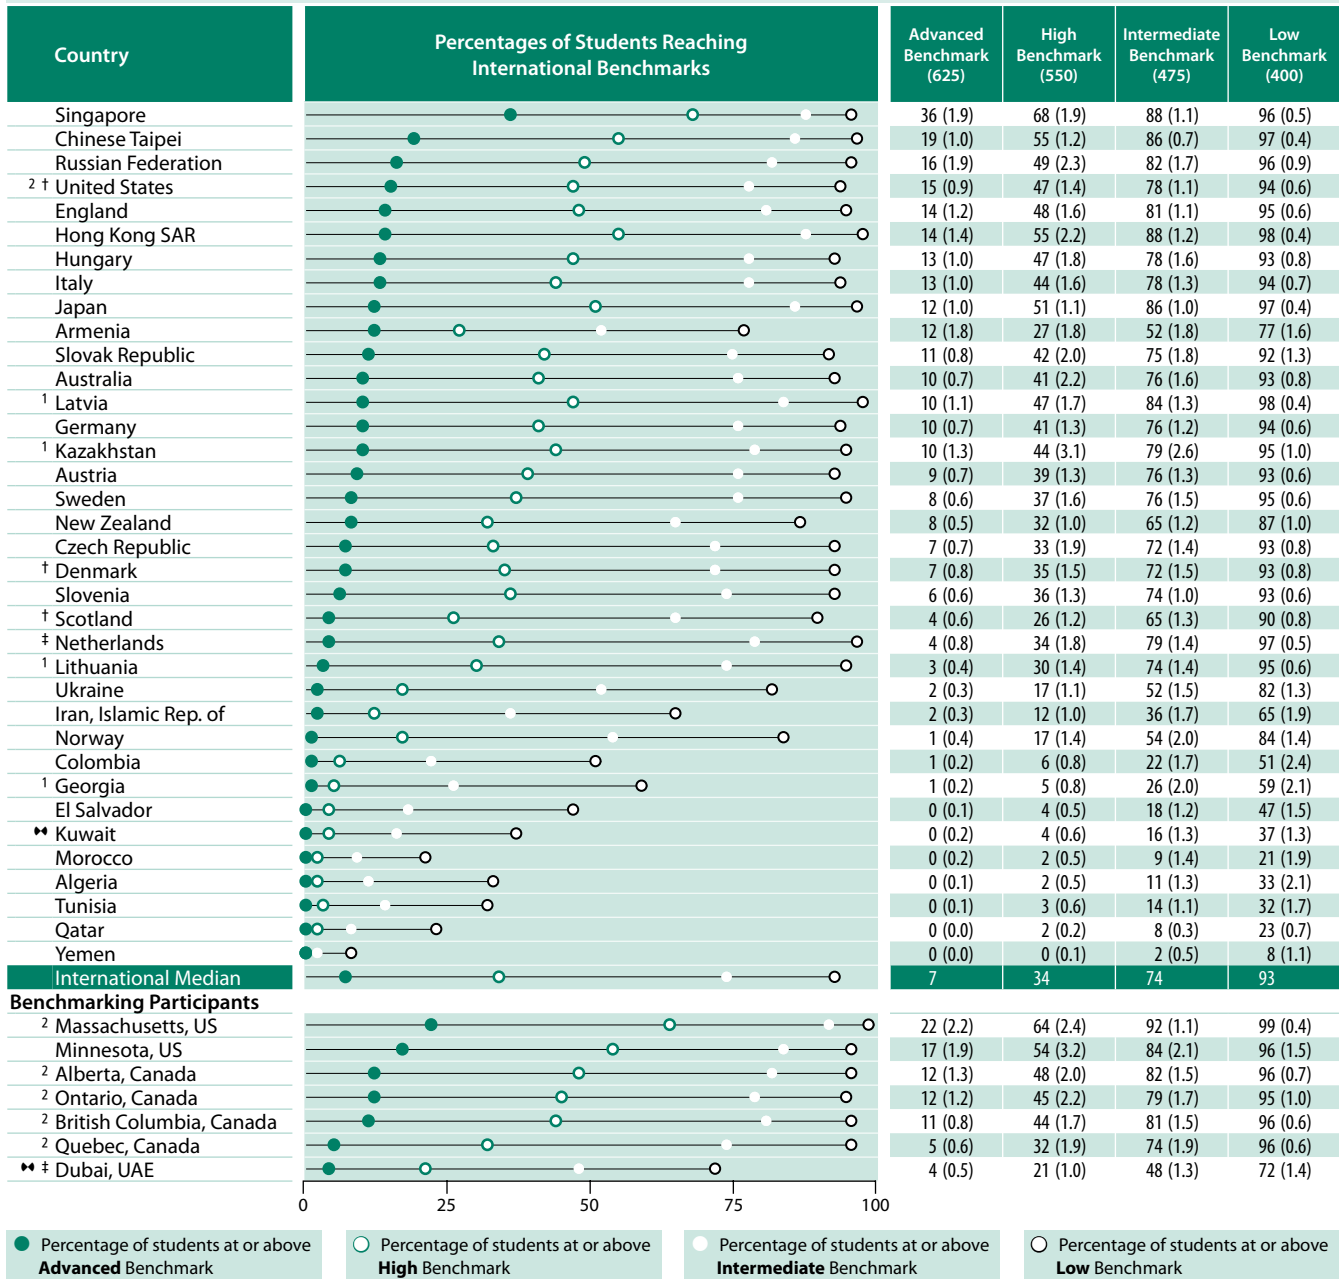 Country Percentages of Students Reaching International Benchmarks Advanced Benchmark (625) High Benchmark (550) Intermediate Benchmark (475) Low Benchmark (400)
Singapore 36 (1.9) 68 (1.9) 88 (1.1) 96 (0.5)
Chinese Taipei 19 (1.0) 55 (1.2) 86 (0.7) 97 (0.4)
Russian Federation 16 (1.9) 49 (2.3) 82 (1.7) 96 (0.9)
2 † United States 15 (0.9) 47 (1.4) 78 (1.1) 94 (0.6)
England 14 (1.2) 48 (1.6) 81 (1.1) 95 (0.6)
Hong Kong SAR 14 (1.4) 55 (2.2) 88 (1.2) 98 (0.4)
Hungary 13 (1.0) 47 (1.8) 78 (1.6) 93 (0.8)
Italy 13 (1.0) 44 (1.6) 78 (1.3) 94 (0.7)
Japan 12 (1.0) 51 (1.1) 86 (1.0) 97 (0.4)
Armenia 12 (1.8) 27 (1.8) 52 (1.8) 77 (1.6)
Slovak Republic 11 (0.8) 42 (2.0) 75 (1.8) 92 (1.3)
Australia 10 (0.7) 41 (2.2) 76 (1.6) 93 (0.8)
1 Latvia 10 (1.1) 47 (1.7) 84 (1.3) 98 (0.4)
Germany 10 (0.7) 41 (1.3) 76 (1.2) 94 (0.6)
1 Kazakhstan 10 (1.3) 44 (3.1) 79 (2.6) 95 (1.0)
Austria 9 (0.7) 39 (1.3) 76 (1.3) 93 (0.6)
Sweden 8 (0.6) 37 (1.6) 76 (1.5) 95 (0.6)
New Zealand 8 (0.5) 32 (1.0) 65 (1.2) 87 (1.0)
Czech Republic 7 (0.7) 33 (1.9) 72 (1.4) 93 (0.8)
† Denmark 7 (0.8) 35 (1.5) 72 (1.5) 93 (0.8)
Slovenia 6 (0.6) 36 (1.3) 74 (1.0) 93 (0.6)
† Scotland 4 (0.6) 26 (1.2) 65 (1.3) 90 (0.8)
‡ Netherlands 4 (0.8) 34 (1.8) 79 (1.4) 97 (0.5)
1 Lithuania 3 (0.4) 30 (1.4) 74 (1.4) 95 (0.6)
Ukraine 2 (0.3) 17 (1.1) 52 (1.5) 82 (1.3)
Iran, Islamic Rep. of 2 (0.3) 12 (1.0) 36 (1.7) 65 (1.9)
Norway 1 (0.4) 17 (1.4) 54 (2.0) 84 (1.4)
Colombia 1 (0.2) 6 (0.8) 22 (1.7) 51 (2.4)
1 Georgia 1 (0.2) 5 (0.8) 26 (2.0) 59 (2.1)
El Salvador 0 (0.1) 4 (0.5) 18 (1.2) 47 (1.5)
Kuwait 0 (0.2) 4 (0.6) 16 (1.3) 37 (1.3)
Morocco 0 (0.2) 2 (0.5) 9 (1.4) 21 (1.9)
Algeria 0 (0.1) 2 (0.5) 11 (1.3) 33 (2.1)
Tunisia 0 (0.1) 3 (0.6) 14 (1.1) 32 (1.7)
Qatar 0 (0.0) 2 (0.2) 8 (0.3) 23 (0.7)
Yemen 0 (0.0) 0 (0.1) 2 (0.5) 8 (1.1)
International Median 7 34 74 93
Benchmarking Participants
2 Massachusetts, US 22 (2.2) 64 (2.4) 92 (1.1) 99 (0.4)
Minnesota, US 17 (1.9) 54 (3.2) 84 (2.1) 96 (1.5)
2 Alberta, Canada 12 (1.3) 48 (2.0) 82 (1.5) 96 (0.7)
2 Ontario, Canada 12 (1.2) 45 (2.2) 79 (1.7) 95 (1.0)
2 British Columbia, Canada 11 (0.8) 44 (1.7) 81 (1.5) 96 (0.6)
2 Quebec, Canada 5 (0.6) 32 (1.9) 74 (1.9) 96 (0.6)
‡ Dubai, UAE 4 (0.5) 21 (1.0) 48 (1.3) 72 (1.4)
0 25 50 75 100
Percentage of students at or above Advanced Benchmark
Percentage of students at or above High Benchmark
Percentage of students at or above Intermediate Benchmark
Percentage of students at or above Low Benchmark